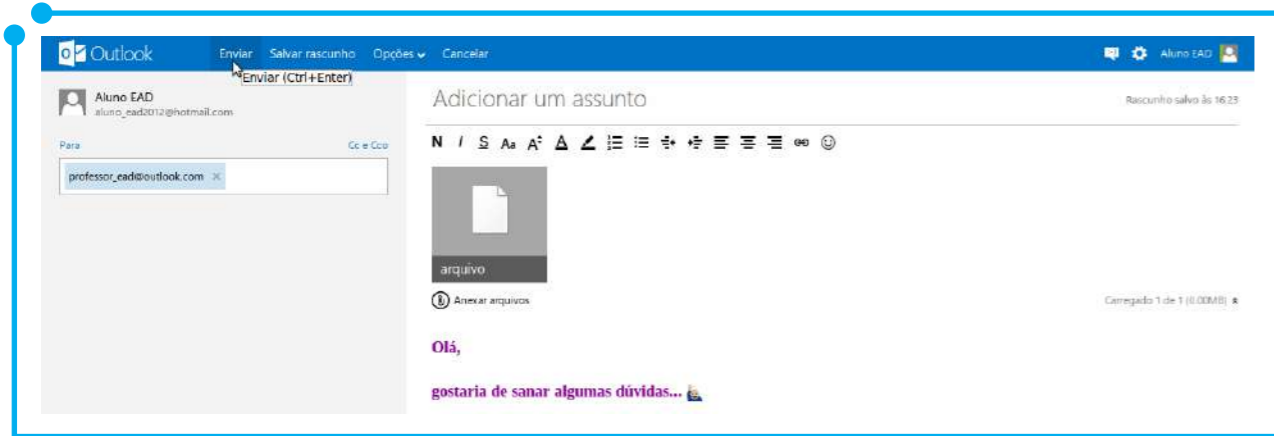 Outlook Enviar Salvar rascunho Opções Cancelar Aluno EAD
Enviar (Ctrl+Enter)
Aluno EAD
aluno_ead2012@hotmail.com
Para Cc e Cco
professor_ead@outlook.com ×
Adicionar um assunto
Rascunho salvo às 16:23
N I S Aa A A
arquivo
Anexar arquivos
Carregado 1 de 1 (0.00MB)
Olá,
gostaria de sanar algumas dúvidas...